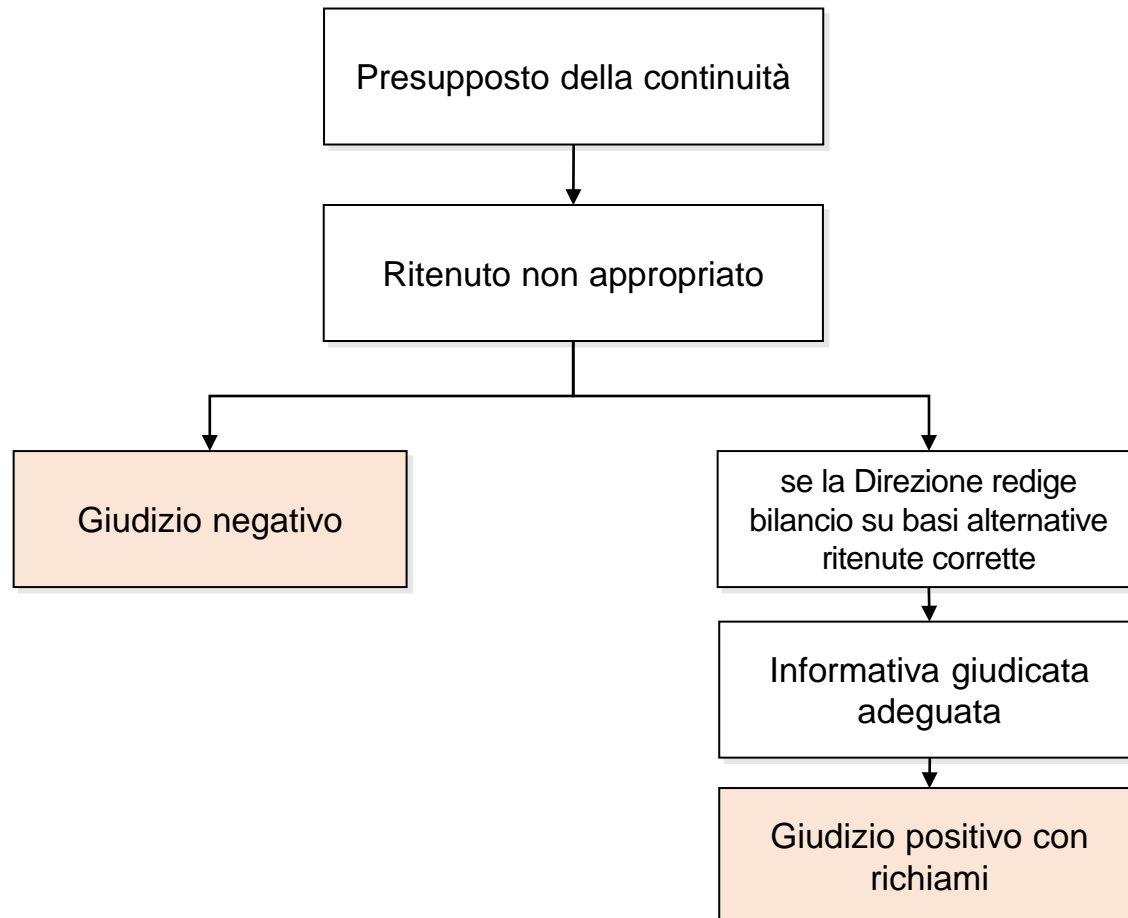 Presupposto della continuità
Ritenuto non appropriato
Giudizio negativo
se la Direzione redige
bilancio su basi alternative
ritenute corrette
Informativa giudicata
adeguata
Giudizio positivo con
richiami